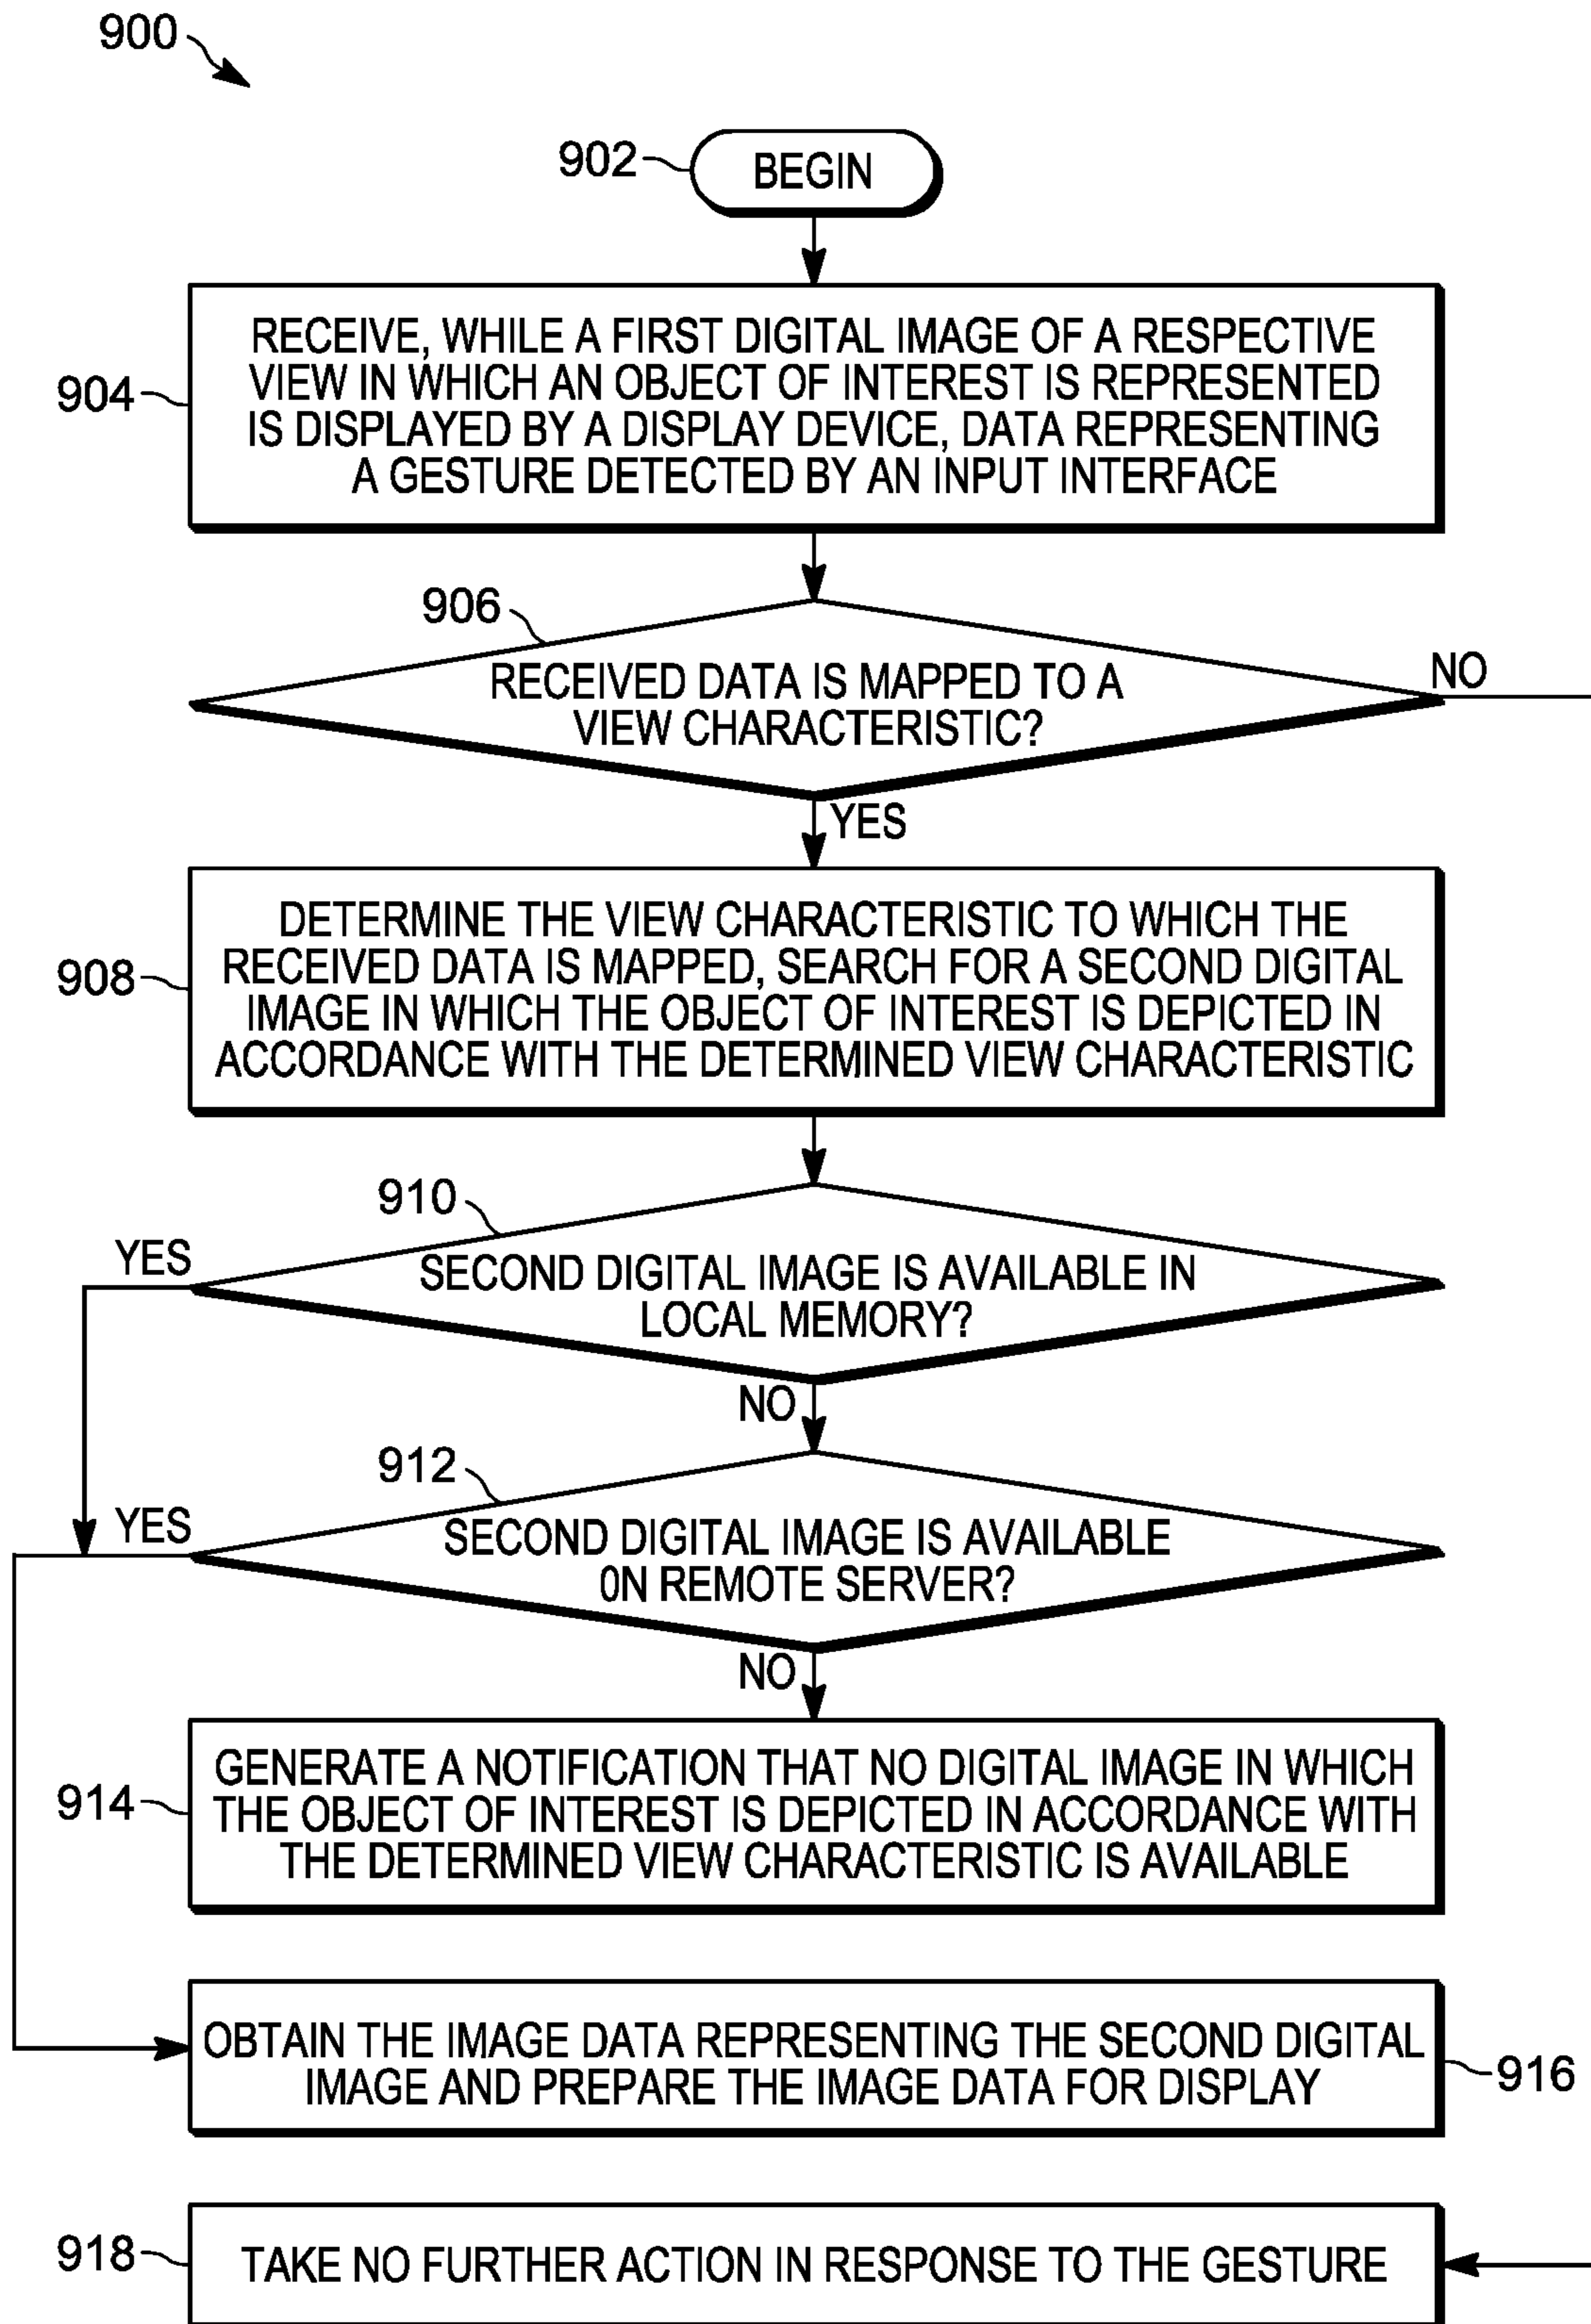 900
902
BEGIN
904
RECEIVE, WHILE A FIRST DIGITAL IMAGE OF A RESPECTIVE
VIEW IN WHICH AN OBJECT OF INTEREST IS REPRESENTED
IS DISPLAYED BY A DISPLAY DEVICE, DATA REPRESENTING
A GESTURE DETECTED BY AN INPUT INTERFACE
906
RECEIVED DATA IS MAPPED TO A
VIEW CHARACTERISTIC?
NO
YES
908
DETERMINE THE VIEW CHARACTERISTIC TO WHICH THE
RECEIVED DATA IS MAPPED, SEARCH FOR A SECOND DIGITAL
IMAGE IN WHICH THE OBJECT OF INTEREST IS DEPICTED IN
ACCORDANCE WITH THE DETERMINED VIEW CHARACTERISTIC
910
YES
SECOND DIGITAL IMAGE IS AVAILABLE IN
LOCAL MEMORY?
NO
912
YES
SECOND DIGITAL IMAGE IS AVAILABLE
0N REMOTE SERVER?
NO
914
GENERATE A NOTIFICATION THAT NO DIGITAL IMAGE IN WHICH
THE OBJECT OF INTEREST IS DEPICTED IN ACCORDANCE WITH
THE DETERMINED VIEW CHARACTERISTIC IS AVAILABLE
OBTAIN THE IMAGE DATA REPRESENTING THE SECOND DIGITAL
IMAGE AND PREPARE THE IMAGE DATA FOR DISPLAY
916
918
TAKE NO FURTHER ACTION IN RESPONSE TO THE GESTURE